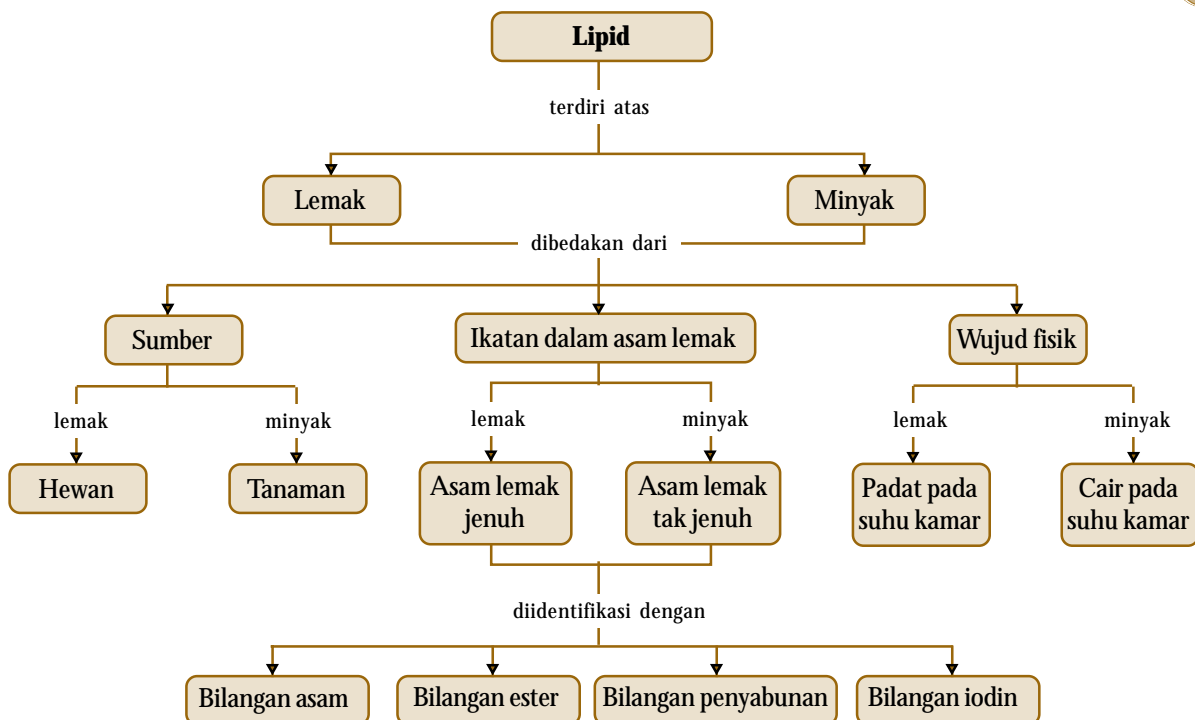 Lipid
terdiri atas
Lemak
Minyak
dibedakan dari
Sumber
Ikatan dalam asam lemak
Wujud fisik
lemak
minyak
lemak
minyak
lemak
minyak
Hewan
Tanaman
Asam lemak
jenuh
Asam lemak
tak jenuh
Padat pada
suhu kamar
Cair pada
suhu kamar
diidentifikasi dengan
Bilangan asam
Bilangan ester
Bilangan penyabunan
Bilangan iodin